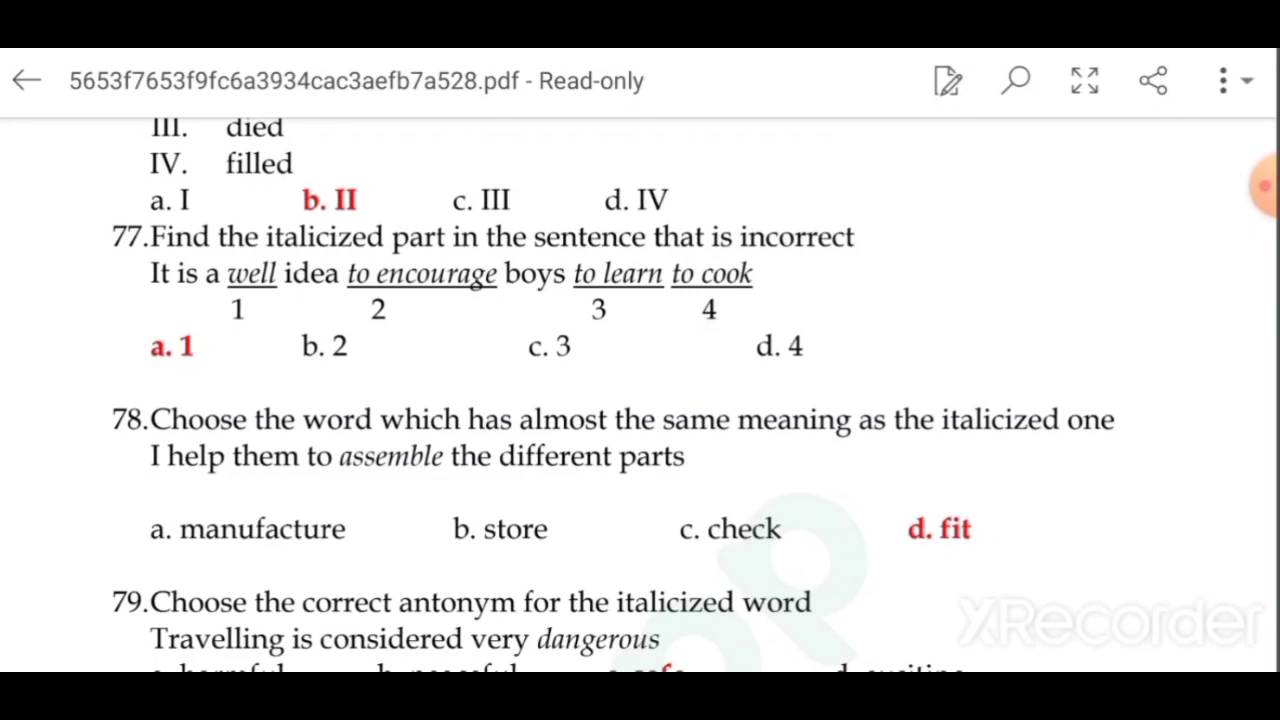 5653f7653f9fc6a3934cac3aefb7a528.pdf - Read-only
III. died
IV. filled
a. I b. II c. III d. IV
77.Find the italicized part in the sentence that is incorrect
It is a well idea to encourage boys to learn to cook
1 2 3 4
a. 1 b. 2 c. 3 d. 4
78.Choose the word which has almost the same meaning as the italicized one
I help them to assemble the different parts
a. manufacture b. store c. check d. fit
79.Choose the correct antonym for the italicized word
XRecorder
Travelling is considered very dangerous